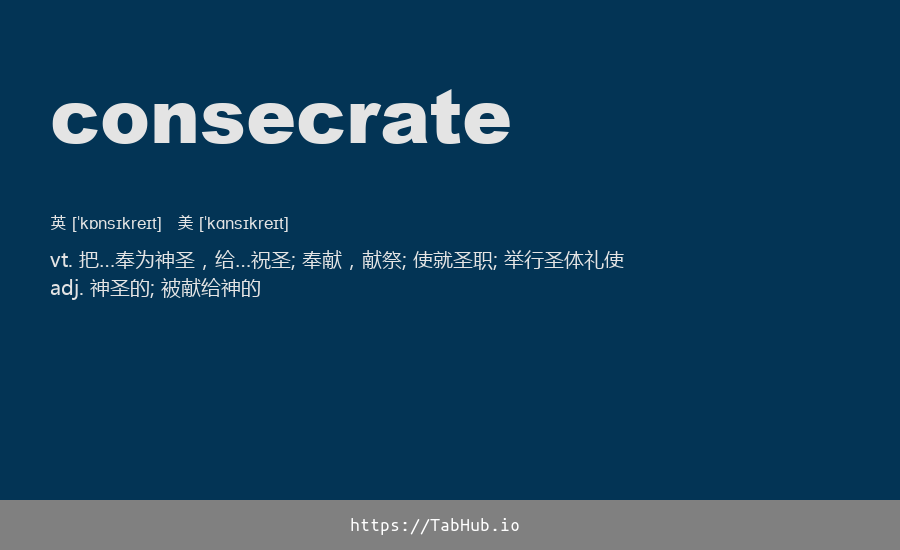 consecrate
英 [ˈkɒnsɪkreɪt] 美 [ˈkɑnsɪkreɪt]
vt. 把...奉为神圣，给...祝圣; 奉献，献祭; 使就圣职; 举行圣体礼使
adj. 神圣的; 被献给神的
https://TabHub.io